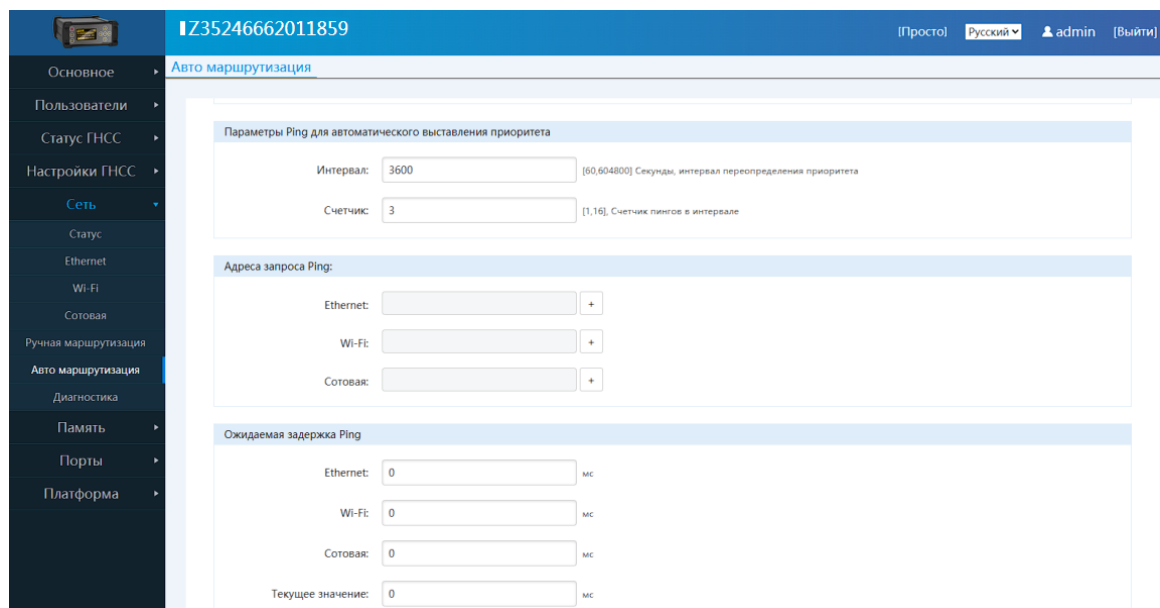 Z35246662011859
[Просто] Русский admin [Выйти]
Основное
Пользователи
Статус ГНСС
Настройки ГНСС
Сеть
Статус
Ethernet
Wi-Fi
Сотовая
Ручная маршрутизация
Авто маршрутизация
Диагностика
Память
Порты
Платформа
Авто маршрутизация
Параметры Ping для автоматического выставления приоритета
Интервал: 3600 [60,604800] Секунды, интервал переопределения приоритета
Счетчик: 3 [1,16], Счетчик пингов в интервале
Адреса запроса Ping:
Ethernet: +
Wi-Fi: +
Сотовая: +
Ожидаемая задержка Ping
Ethernet: 0 мс
Wi-Fi: 0 мс
Сотовая: 0 мс
Текущее значение: 0 мс